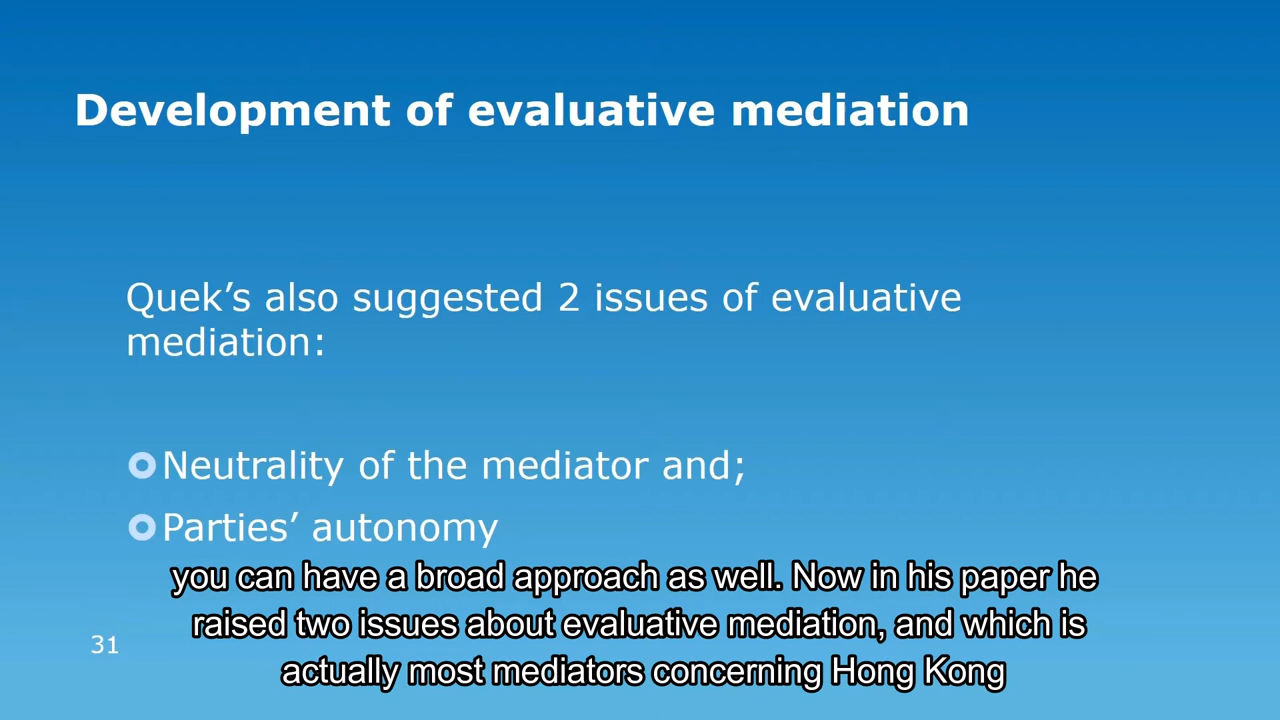 Development of evaluative mediation
Quek’s also suggested 2 issues of evaluative
mediation:
Neutrality of the mediator and;
Parties’ autonomy
you can have a broad approach as well. Now in his paper he
raised two issues about evaluative mediation, and which is
31
actually most mediators concerning Hong Kong